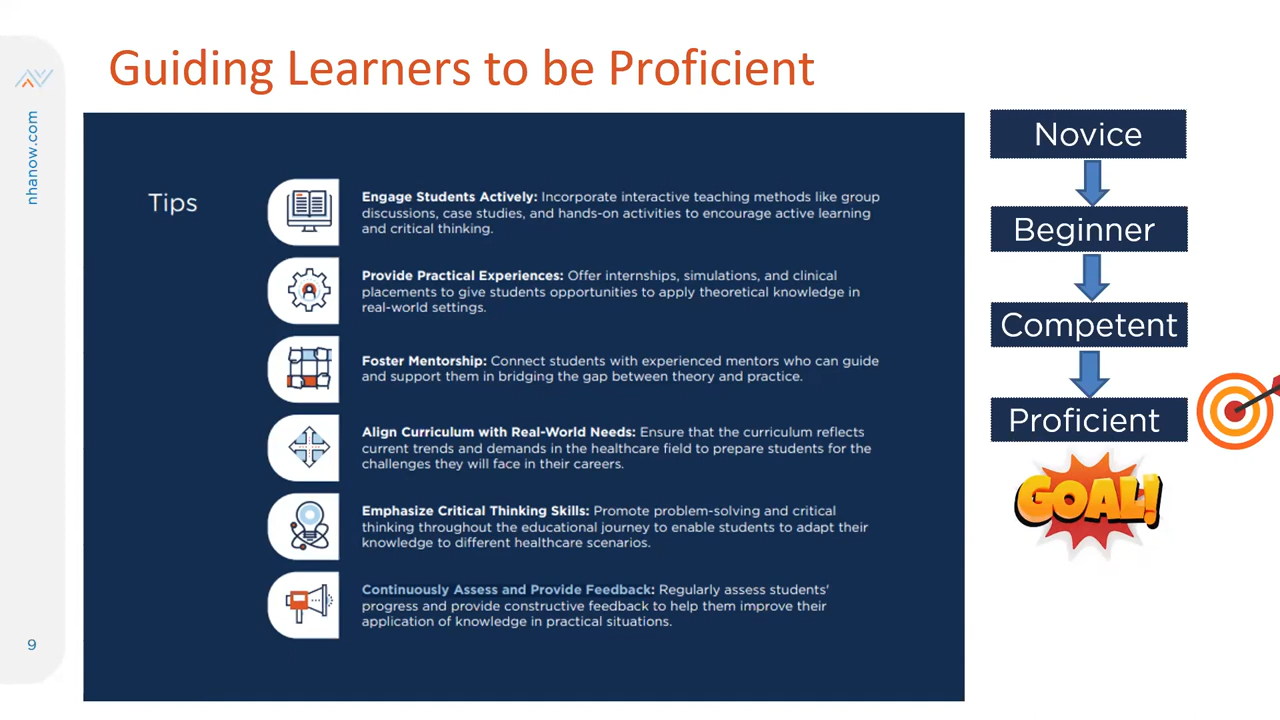 Guiding Learners to be Proficient
nhanow.com
Tips
Engage Students Actively: Incorporate interactive teaching methods like group
discussions, case studies, and hands-on activities to encourage active learning
and critical thinking.
Provide Practical Experiences: Offer internships, simulations, and clinical
placements to give students opportunities to apply theoretical knowledge in
real-world settings.
Foster Mentorship: Connect students with experienced mentors who can guide
and support them in bridging the gap between theory and practice.
Align Curriculum with Real-World Needs: Ensure that the curriculum reflects
current trends and demands in the healthcare field to prepare students for the
challenges they will face in their careers.
Emphasize Critical Thinking Skills: Promote problem-solving and critical
thinking throughout the educational journey to enable students to adapt their
knowledge to different healthcare scenarios.
Continuously Assess and Provide Feedback: Regularly assess students'
progress and provide constructive feedback to help them improve their
application of knowledge in practical situations.
Novice
Beginner
Competent
Proficient
GOAL!
9